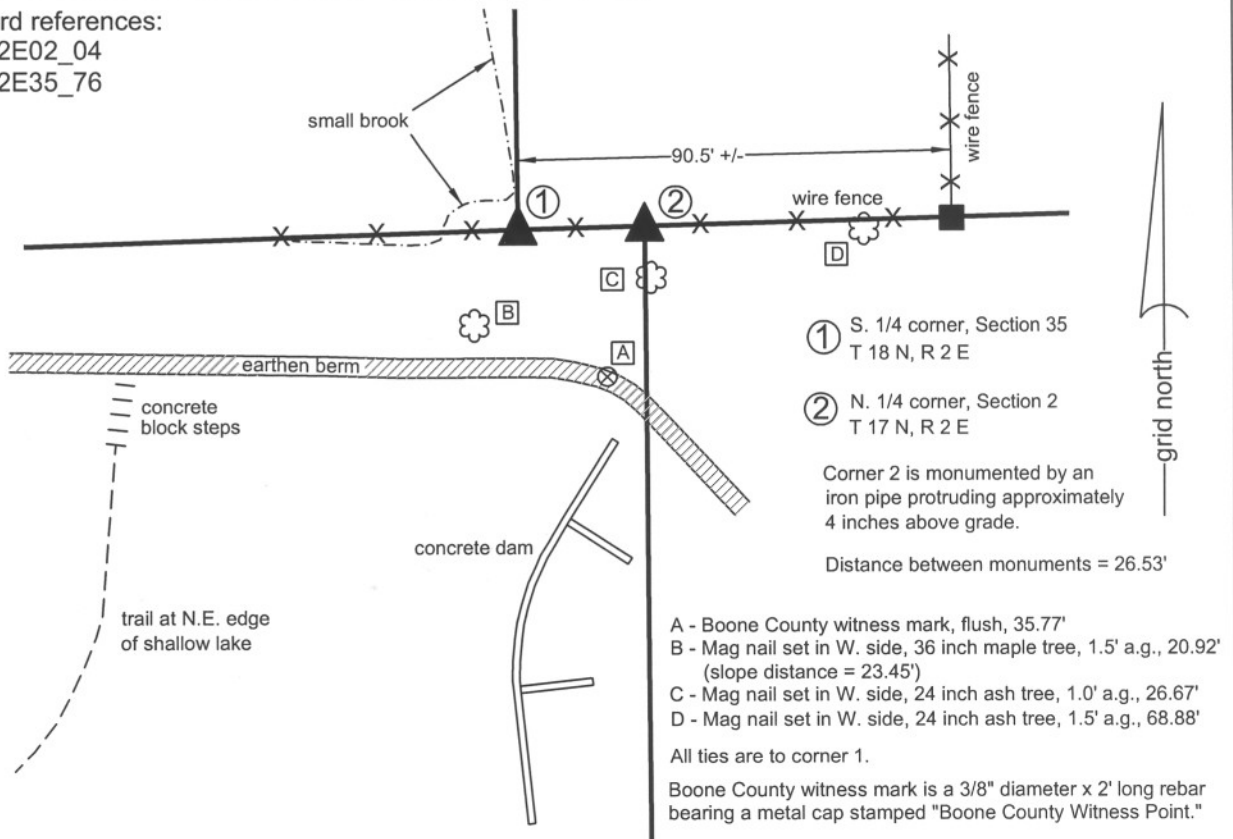 rd references:
2E02_04
2E35_76
small brook
90.5' +/-
wire fence
wire fence
1
2
D
C
B
A
earthen berm
concrete
block steps
1 S. 1/4 corner, Section 35
T 18 N, R 2 E
2 N. 1/4 corner, Section 2
T 17 N, R 2 E
grid north
Corner 2 is monumented by an
iron pipe protruding approximately
4 inches above grade.
concrete dam
Distance between monuments = 26.53'
trail at N.E. edge
of shallow lake
A - Boone County witness mark, flush, 35.77'
B - Mag nail set in W. side, 36 inch maple tree, 1.5' a.g., 20.92'
(slope distance = 23.45')
C - Mag nail set in W. side, 24 inch ash tree, 1.0' a.g., 26.67'
D - Mag nail set in W. side, 24 inch ash tree, 1.5' a.g., 68.88'
All ties are to corner 1.
Boone County witness mark is a 3/8" diameter x 2' long rebar
bearing a metal cap stamped "Boone County Witness Point."